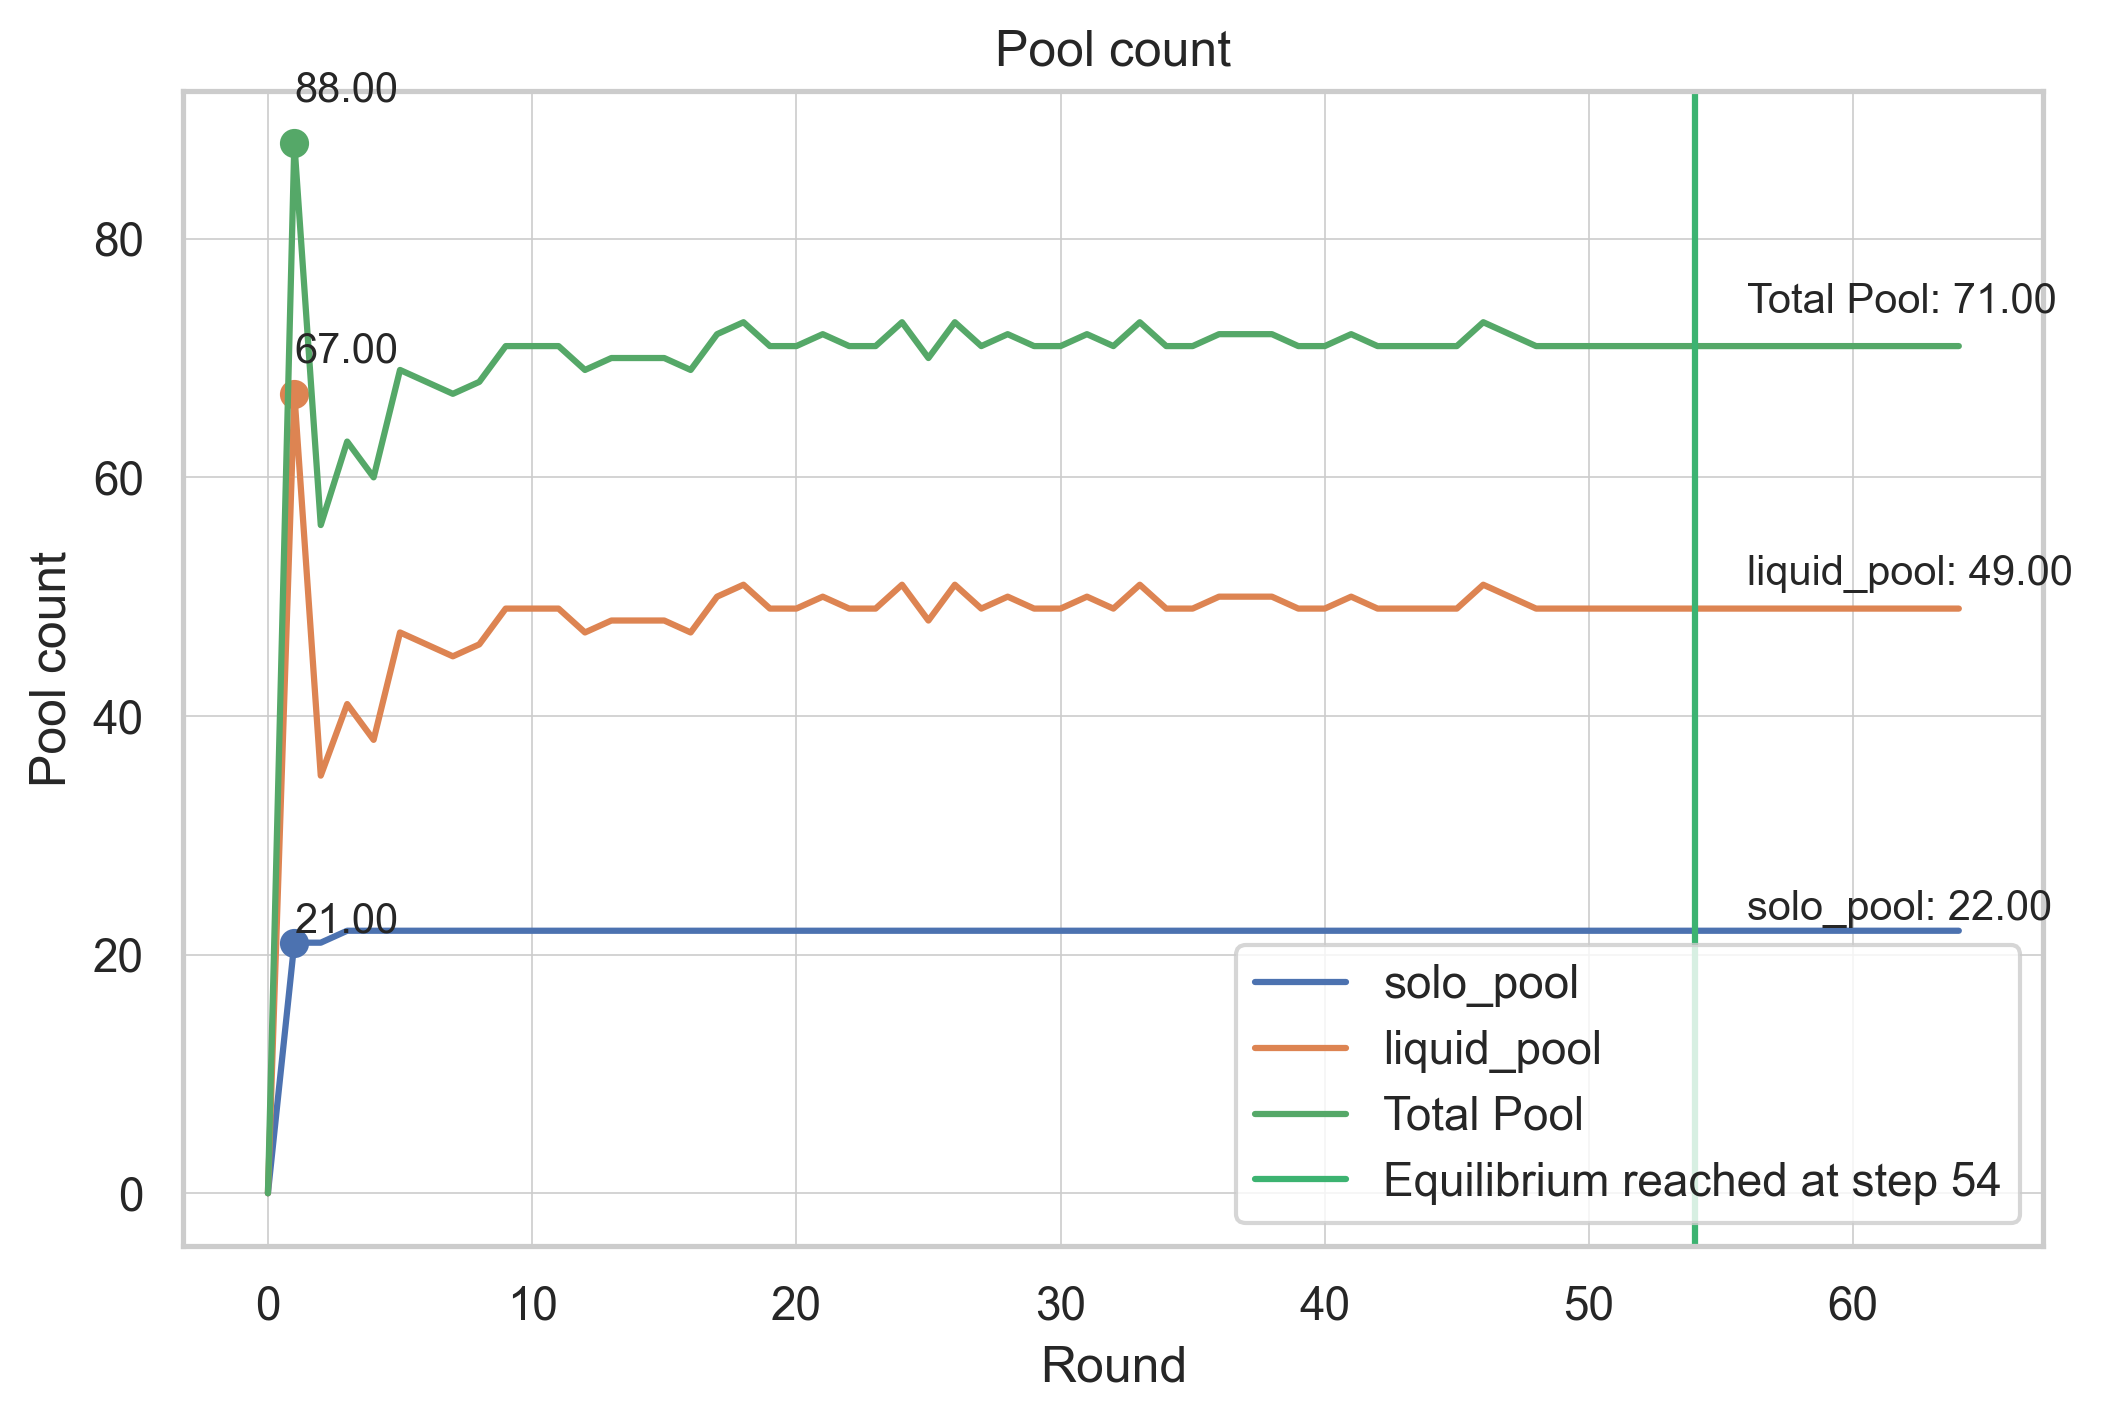 Pool count
88.00
67.00
21.00
Total Pool: 71.00
liquid_pool: 49.00
solo_pool: 22.00
Pool count
80
60
40
20
0
0 10 20 30 40 50 60
Round
solo_pool
liquid_pool
Total Pool
Equilibrium reached at step 54